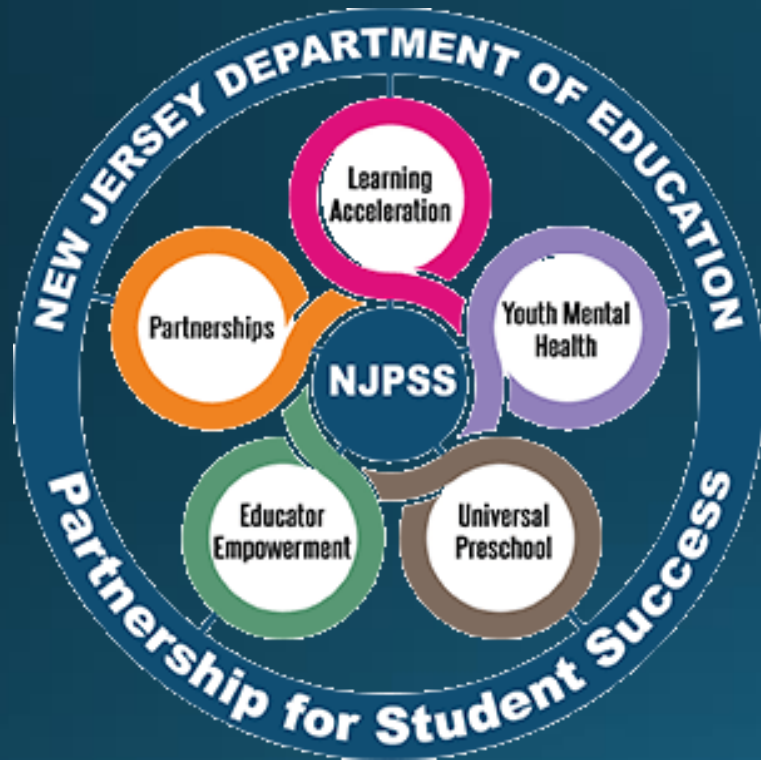 NEW JERSEY DEPARTMENT OF EDUCATION
Learning
Acceleration
Partnerships
Youth Mental
Health
NJPSS
Educator
Empowerment
Universal
Preschool
Partnership for Student Success